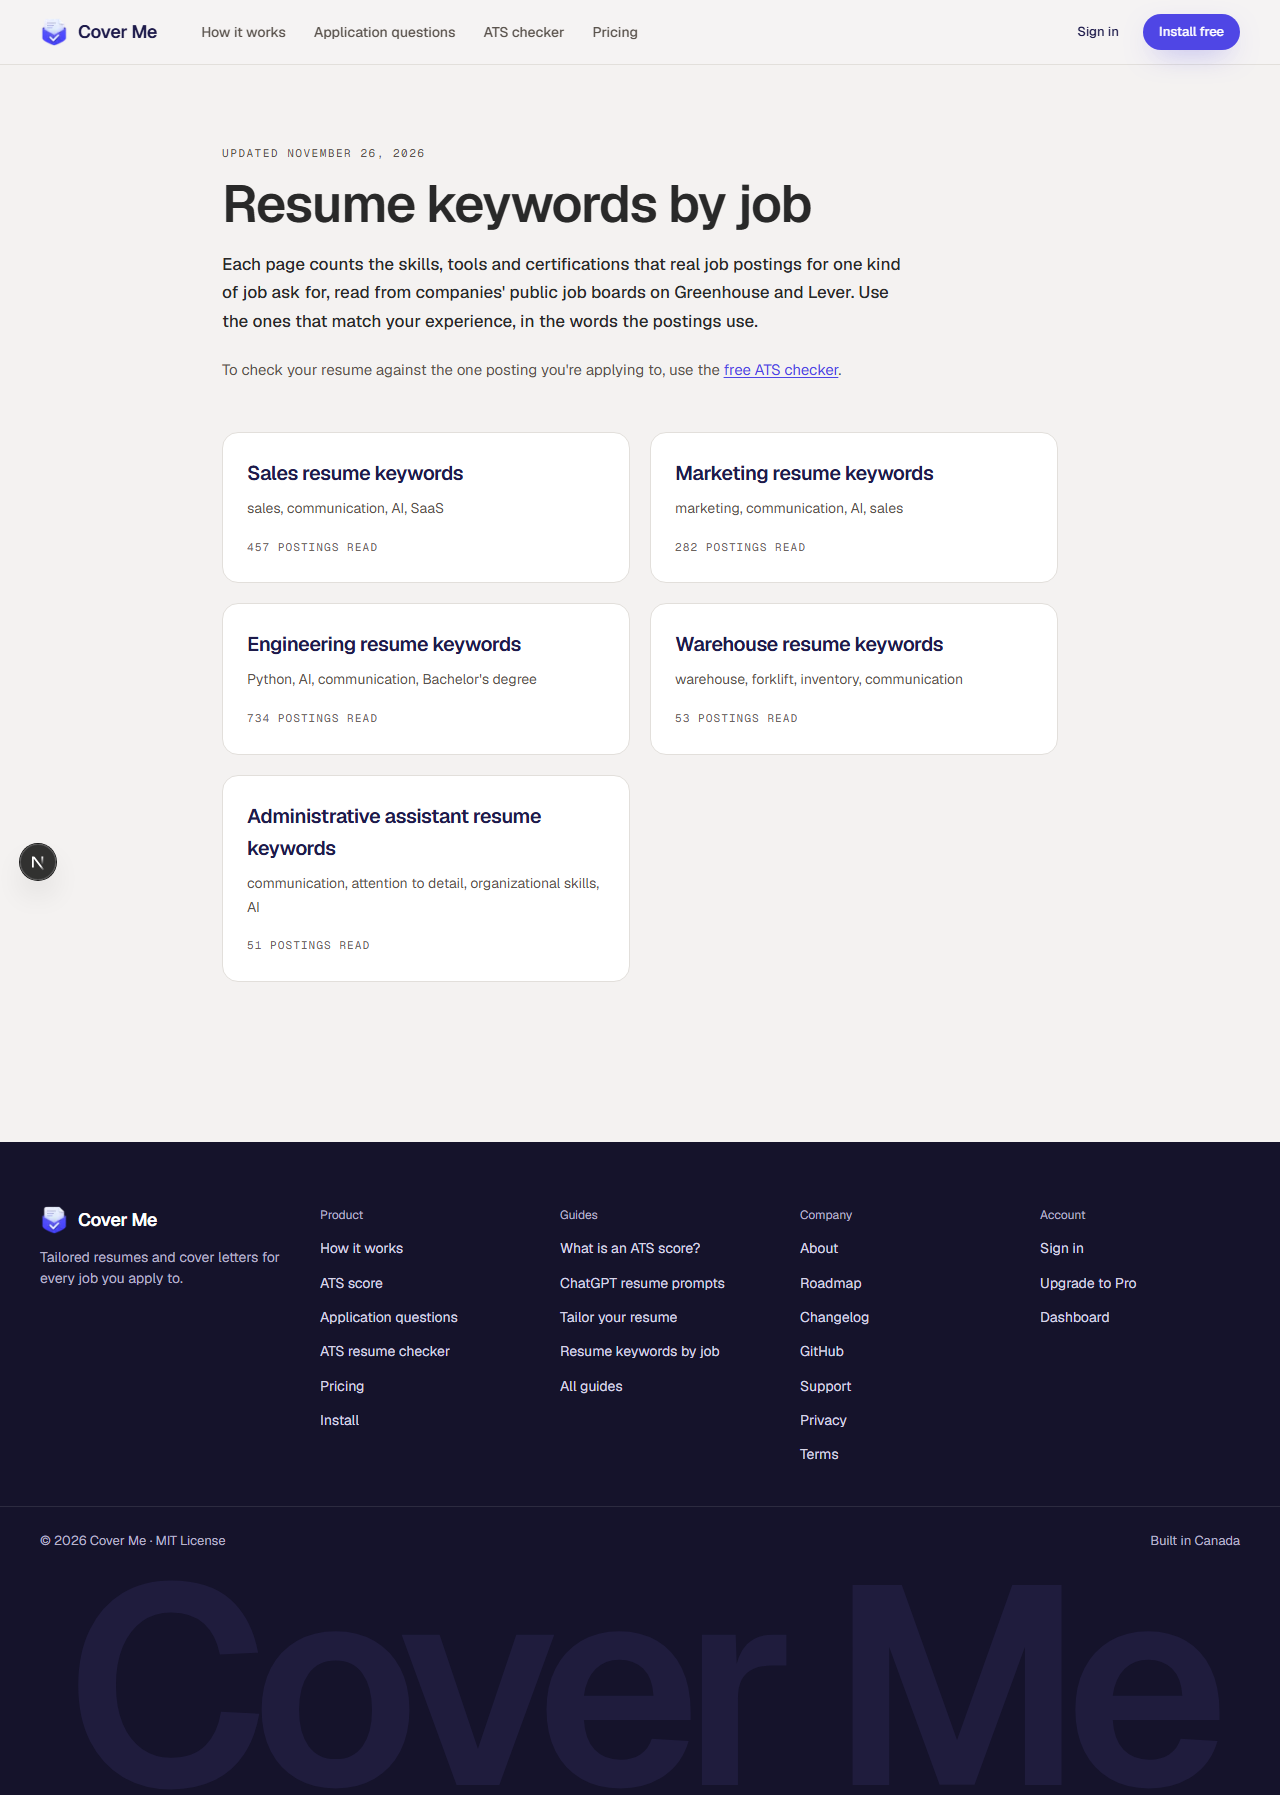 Cover Me
How it works
Application questions
ATS checker
Pricing
Sign in
Install free
UPDATED NOVEMBER 26, 2026
Resume keywords by job
Each page counts the skills, tools and certifications that real job postings for one kind
of job ask for, read from companies' public job boards on Greenhouse and Lever. Use
the ones that match your experience, in the words the postings use.
To check your resume against the one posting you're applying to, use the free ATS checker.
Sales resume keywords
sales, communication, AI, SaaS
457 POSTINGS READ
Marketing resume keywords
marketing, communication, AI, sales
282 POSTINGS READ
Engineering resume keywords
Python, AI, communication, Bachelor's degree
734 POSTINGS READ
Warehouse resume keywords
warehouse, forklift, inventory, communication
53 POSTINGS READ
Administrative assistant resume
keywords
communication, attention to detail, organizational skills,
AI
51 POSTINGS READ
N
Cover Me
Tailored resumes and cover letters for
every job you apply to.
Product
How it works
ATS score
Application questions
ATS resume checker
Pricing
Install
Guides
What is an ATS score?
ChatGPT resume prompts
Tailor your resume
Resume keywords by job
All guides
Company
About
Roadmap
Changelog
GitHub
Support
Privacy
Terms
Account
Sign in
Upgrade to Pro
Dashboard
© 2026 Cover Me · MIT License
Built in Canada
Cover Me